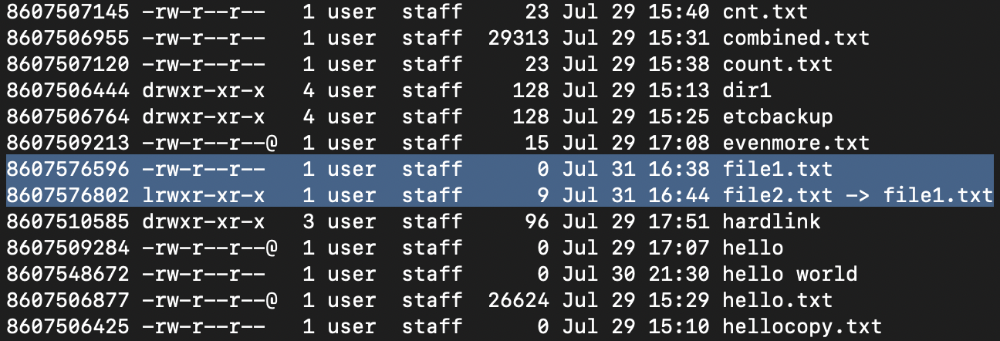 8607507145 -rw-r--r--   1 user  staff     23 Jul 29 15:40 cnt.txt
8607506955 -rw-r--r--   1 user  staff  29313 Jul 29 15:31 combined.txt
8607507120 -rw-r--r--   1 user  staff     23 Jul 29 15:38 count.txt
8607506444 drwxr-xr-x   4 user  staff    128 Jul 29 15:13 dir1
8607506764 drwxr-xr-x   4 user  staff    128 Jul 29 15:25 etcbackup
8607509213 -rw-r--r--@  1 user  staff     15 Jul 29 17:08 evenmore.txt
8607576596 -rw-r--r--   1 user  staff      0 Jul 31 16:38 file1.txt
8607576802 lrwxr-xr-x   1 user  staff      9 Jul 31 16:44 file2.txt -> file1.txt
8607510585 drwxr-xr-x   3 user  staff     96 Jul 29 17:51 hardlink
8607509284 -rw-r--r--@  1 user  staff      0 Jul 29 17:07 hello
8607548672 -rw-r--r--   1 user  staff      0 Jul 30 21:30 hello world
8607506877 -rw-r--r--@  1 user  staff  26624 Jul 29 15:29 hello.txt
8607506425 -rw-r--r--   1 user  staff      0 Jul 29 15:10 hellocopy.txt